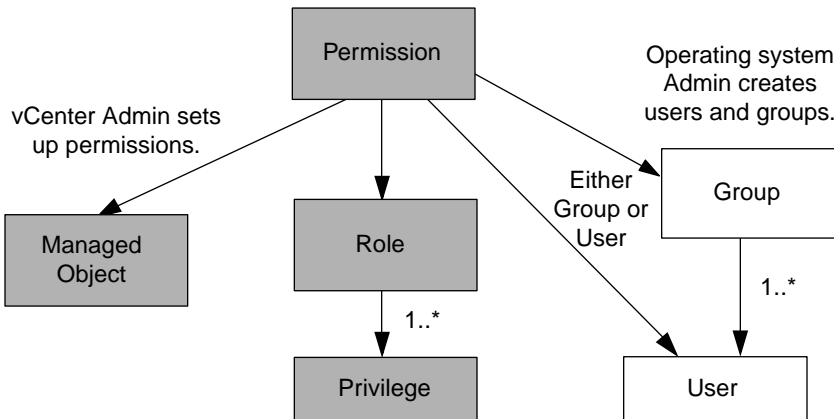 Permission
Operating system
Admin creates
users and groups.
vCenter Admin sets
up permissions.
Either
Group or
User
Group
Managed
Object
Role
1..*
1..*
Privilege
User